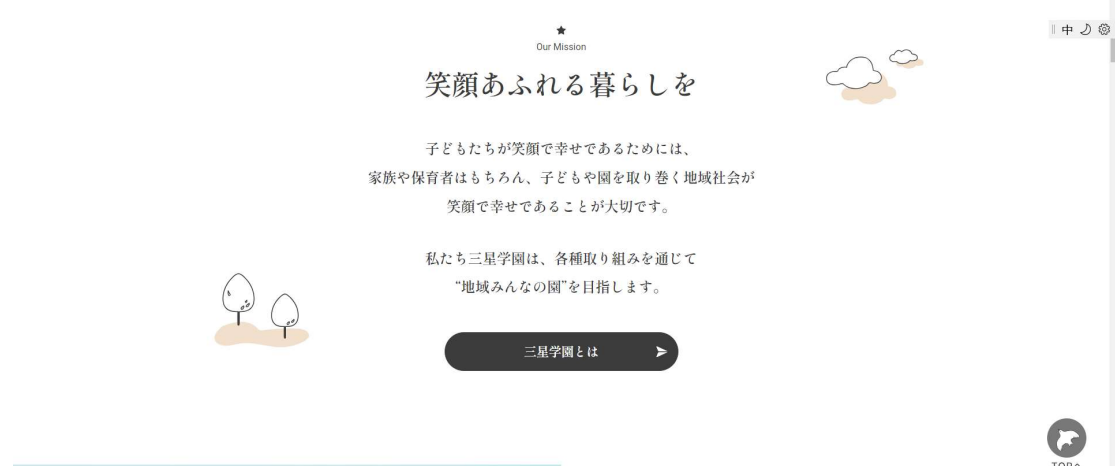 Our Mission
中
笑顔あふれる暮らしを
子どもたちが笑顔で幸せであるためには、
家族や保育者はもちろん、子どもや園を取り巻く地域社会が
笑顔で幸せであることが大切です。
私たち三星学園は、各種取り組みを通じて
“地域みんなの園”を目指します。
三星学園とは
TOPへ